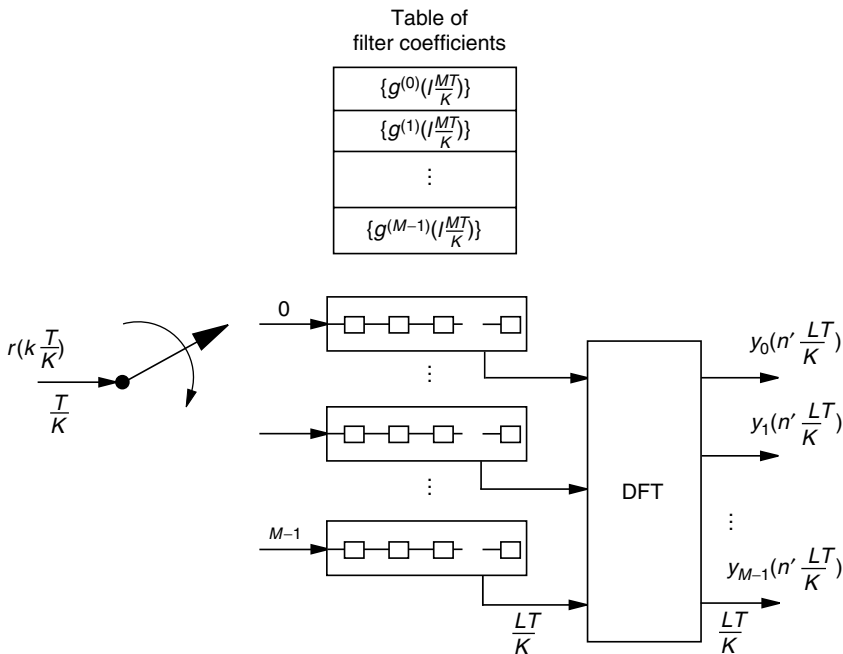 Table of
filter coefficients
{g^(0)(l MT/K)}
{g^(1)(l MT/K)}
⋮
{g^(M−1)(l MT/K)}
0
r(k T/K)
T/K
⋮
⋮
M−1
DFT
y_0(n′ LT/K)
y_1(n′ LT/K)
⋮
y_{M−1}(n′ LT/K)
LT/K
LT/K